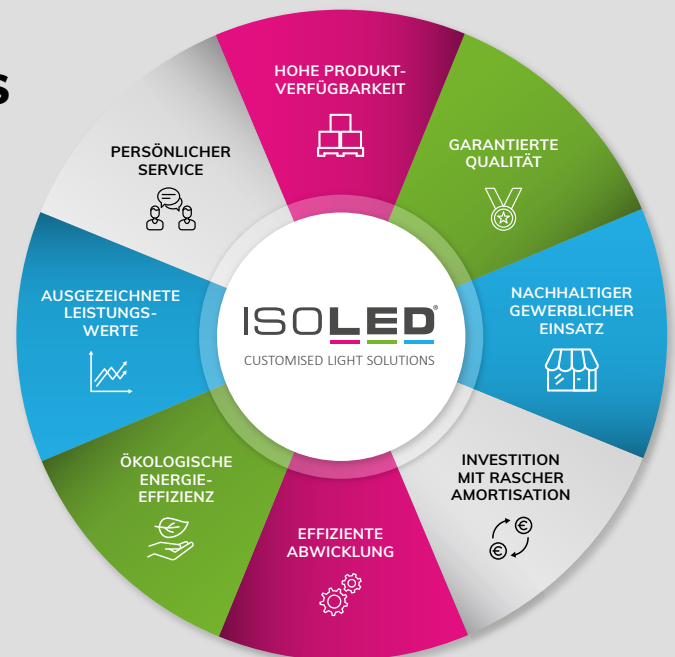 s
HOHE PRODUKT-
VERFÜGBARKEIT
GARANTIERTE
QUALITÄT
NACHHALTIGER
GEWERBLICHER
EINSATZ
INVESTITION
MIT RASCHER
AMORTISATION
EFFIZIENTE
ABWICKLUNG
ÖKOLOGISCHE
ENERGIE-
EFFIZIENZ
AUSGEZEICHNETE
LEISTUNGS-
WERTE
PERSÖNLICHER
SERVICE
ISOLED®
CUSTOMISED LIGHT SOLUTIONS